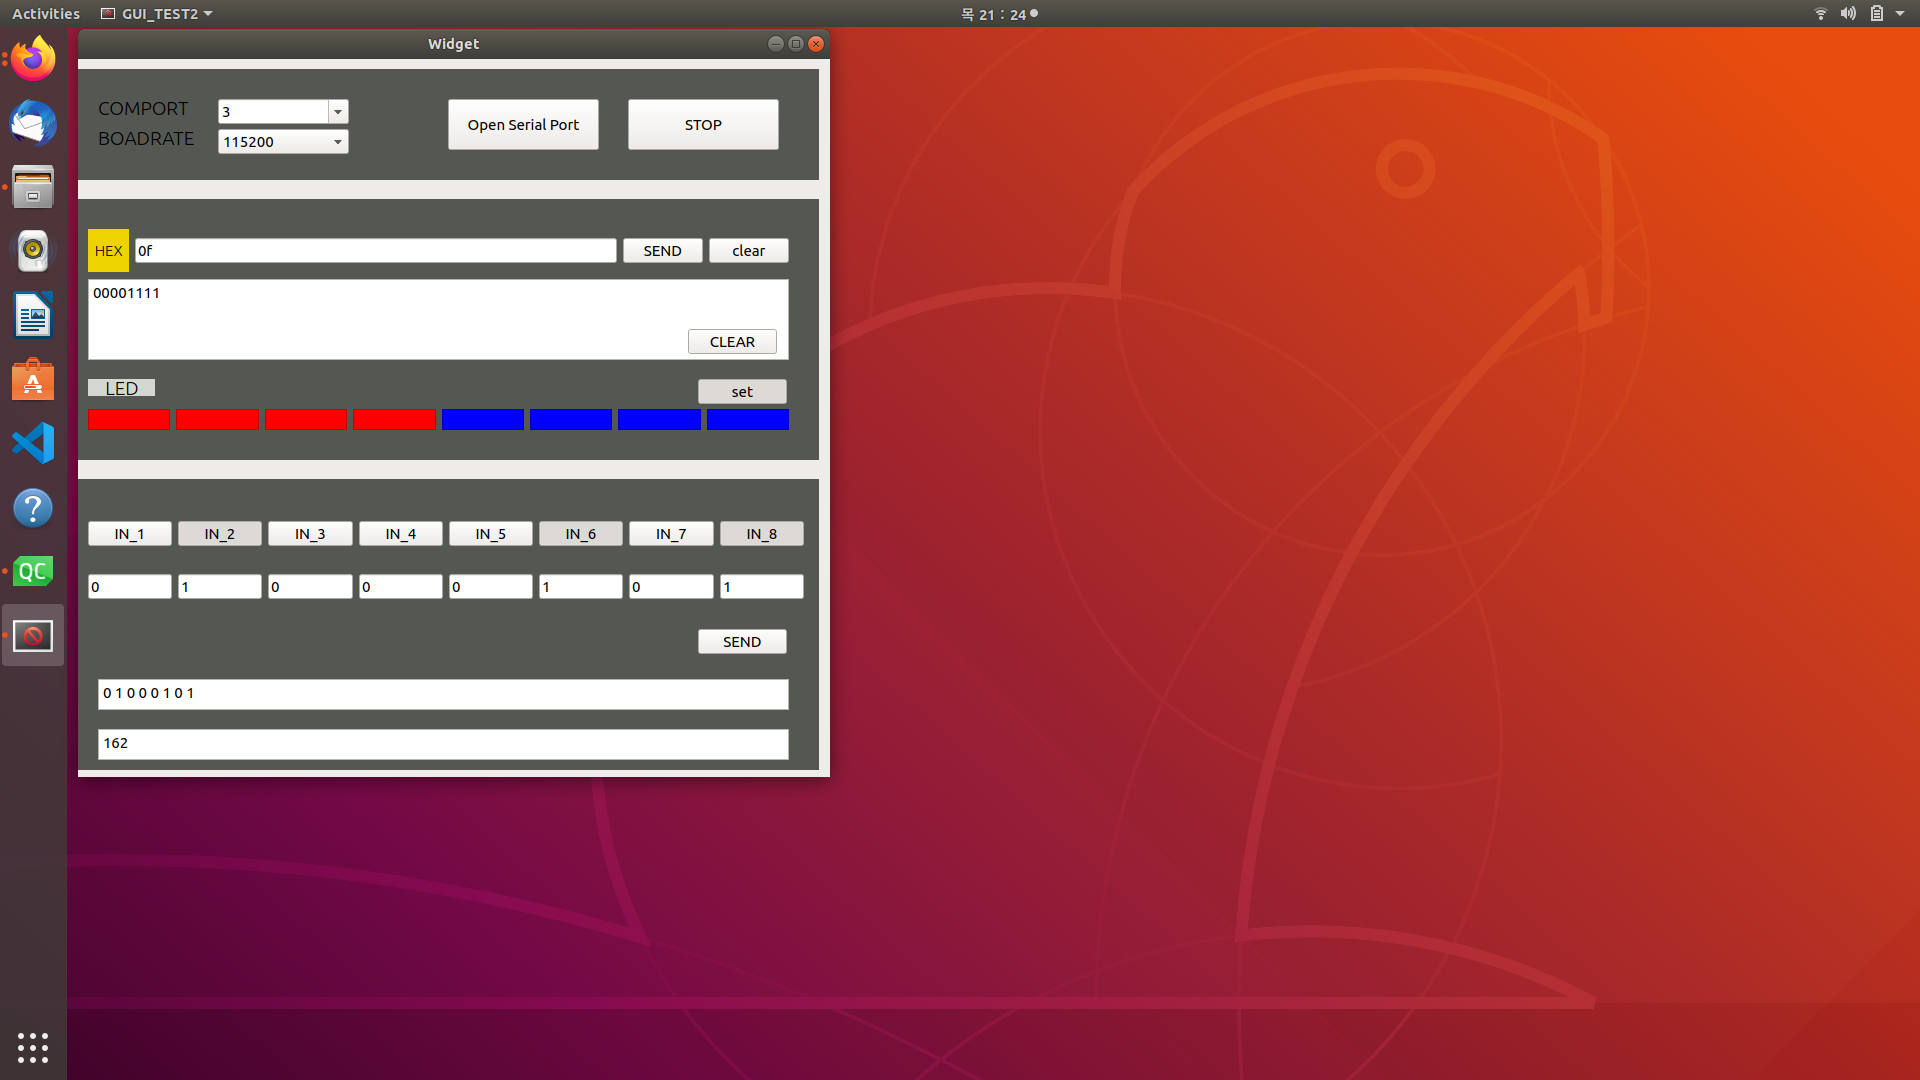 Activities GUI_TEST2 목 21 : 24
Widget
COMPORT 3 Open Serial Port STOP
BOADRATE 115200
HEX 0f SEND clear
00001111
CLEAR
LED set
IN_1 IN_2 IN_3 IN_4 IN_5 IN_6 IN_7 IN_8
0 1 0 0 0 1 0 1
SEND
0 1 0 0 0 1 0 1
162
A
?
QC